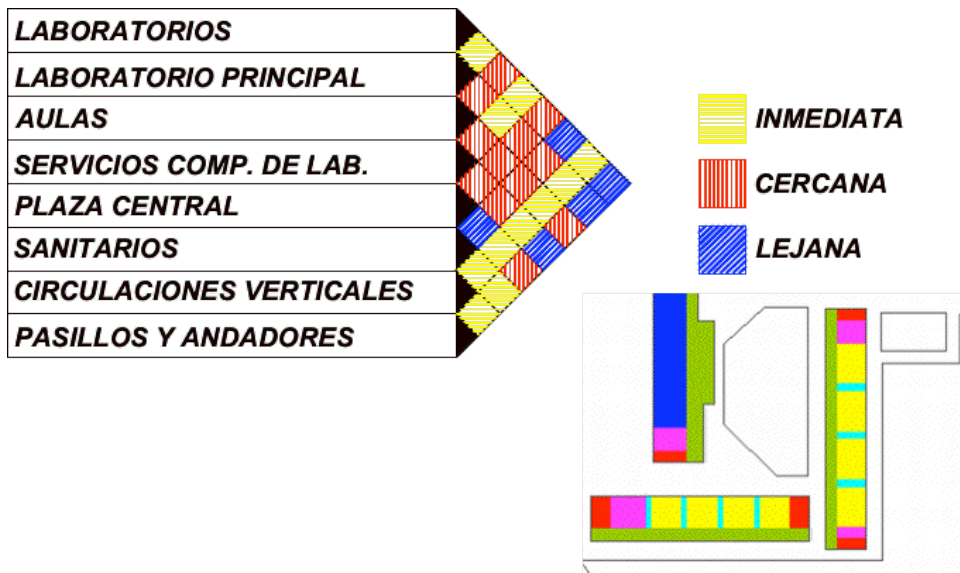 LABORATORIOS
LABORATORIO PRINCIPAL
AULAS
SERVICIOS COMP. DE LAB.
PLAZA CENTRAL
SANITARIOS
CIRCULACIONES VERTICALES
PASILLOS Y ANDADORES
INMEDIATA
CERCANA
LEJANA